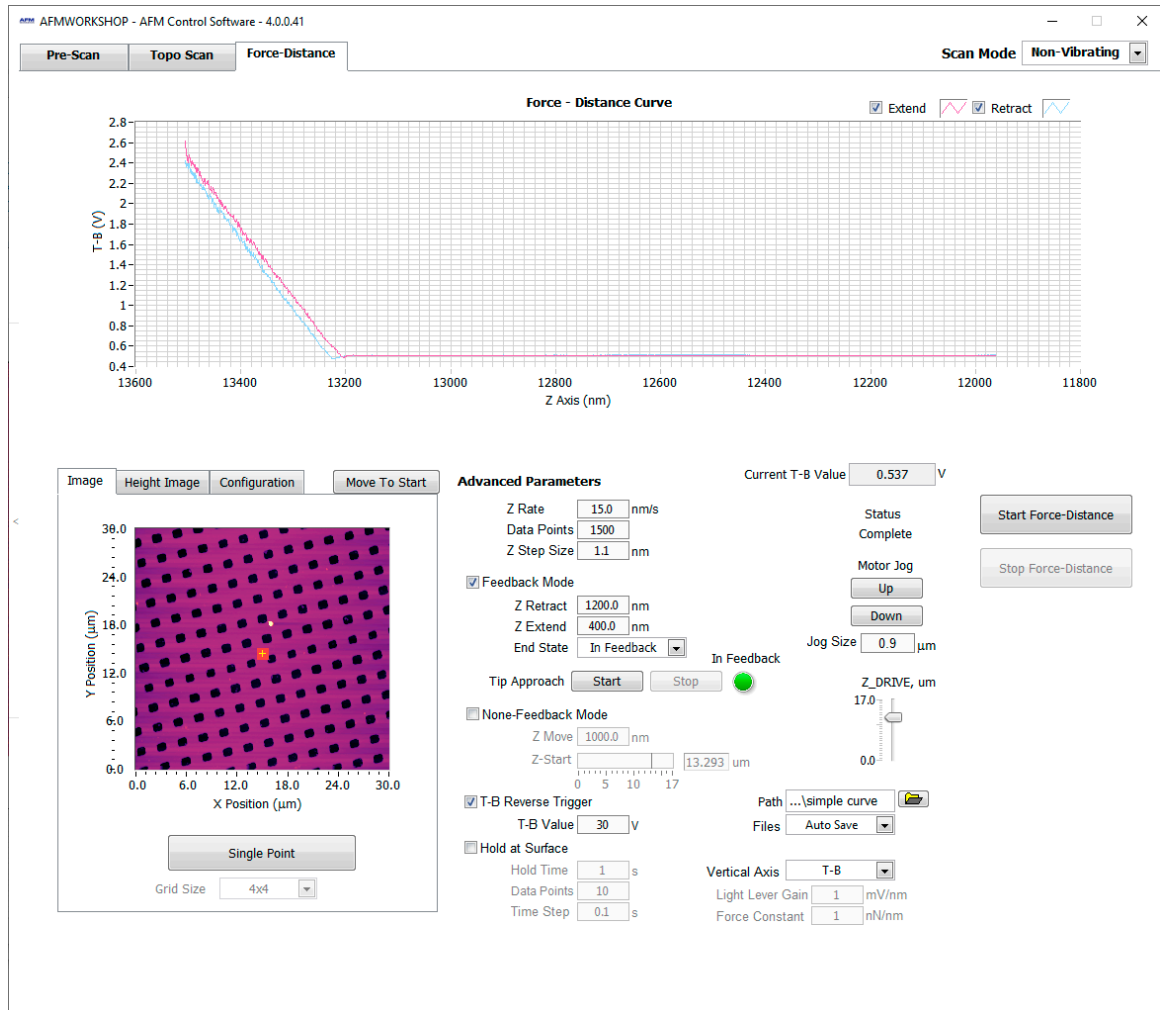 AFM AFMWORKSHOP - AFM Control Software - 4.0.0.41
Pre-Scan Topo Scan Force-Distance Scan Mode Non-Vibrating
Force - Distance Curve Extend Retract
2.8
2.6
2.4
2.2
2
1.8
1.6
1.4
1.2
1
0.8
0.6
0.4
T-B (V)
13600 13400 13200 13000 12800 12600 12400 12200 12000 11800
Z Axis (nm)
Image Height Image Configuration Move To Start
30.0
24.0
18.0
12.0
6.0
0.0
Y Position (µm)
0.0 6.0 12.0 18.0 24.0 30.0
X Position (µm)
Single Point
Grid Size 4x4
Advanced Parameters
Z Rate 15.0 nm/s
Data Points 1500
Z Step Size 1.1 nm
Feedback Mode
Z Retract 1200.0 nm
Z Extend 400.0 nm
End State In Feedback
In Feedback
Tip Approach Start Stop
None-Feedback Mode
Z Move 1000.0 nm
Z-Start 13.293 um
0 5 10 17
T-B Reverse Trigger
T-B Value 30 V
Hold at Surface
Hold Time 1 s
Data Points 10
Time Step 0.1 s
Current T-B Value 0.537 V
Status
Complete
Motor Jog
Up
Down
Jog Size 0.9 µm
Z_DRIVE, um
17.0
0.0
Path ...\simple curve
Files Auto Save
Vertical Axis T-B
Light Lever Gain 1 mV/nm
Force Constant 1 nN/nm
Start Force-Distance
Stop Force-Distance